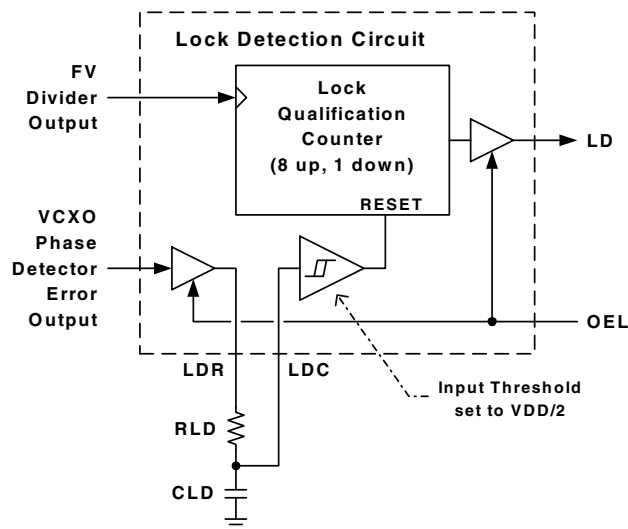 Lock Detection Circuit
FV
Divider
Output
Lock
Qualification
Counter
(8 up, 1 down)
RESET
LD
VCXO
Phase
Detector
Error
Output
OEL
LDR
LDC
Input Threshold
set to VDD/2
RLD
CLD